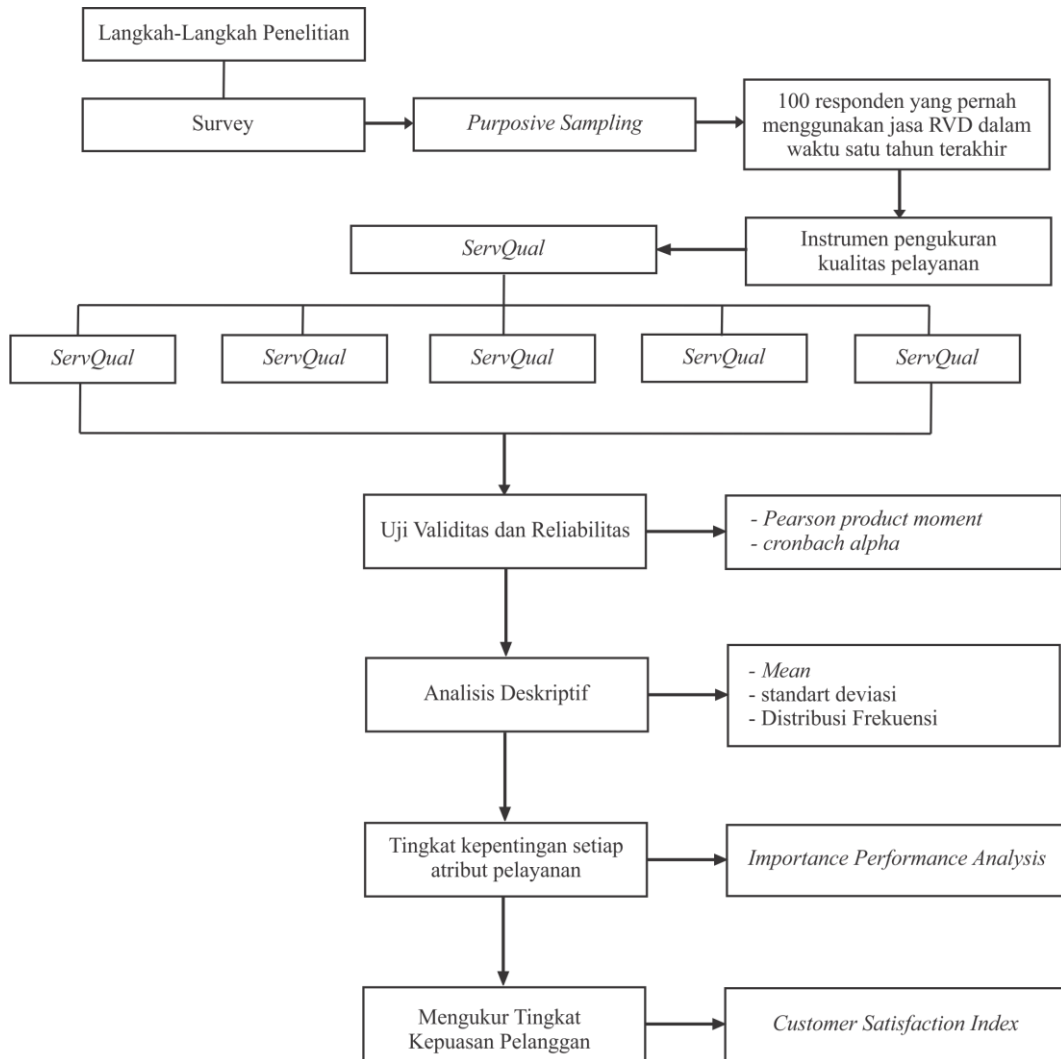 Langkah-Langkah Penelitian
Survey
Purposive Sampling
100 responden yang pernah
menggunakan jasa RVD dalam
waktu satu tahun terakhir
Instrumen pengukuran
kualitas pelayanan
ServQual
ServQual
ServQual
ServQual
ServQual
ServQual
Uji Validitas dan Reliabilitas
- Pearson product moment
- cronbach alpha
Analisis Deskriptif
- Mean
- standart deviasi
- Distribusi Frekuensi
Tingkat kepentingan setiap
atribut pelayanan
Importance Performance Analysis
Mengukur Tingkat
Kepuasan Pelanggan
Customer Satisfaction Index